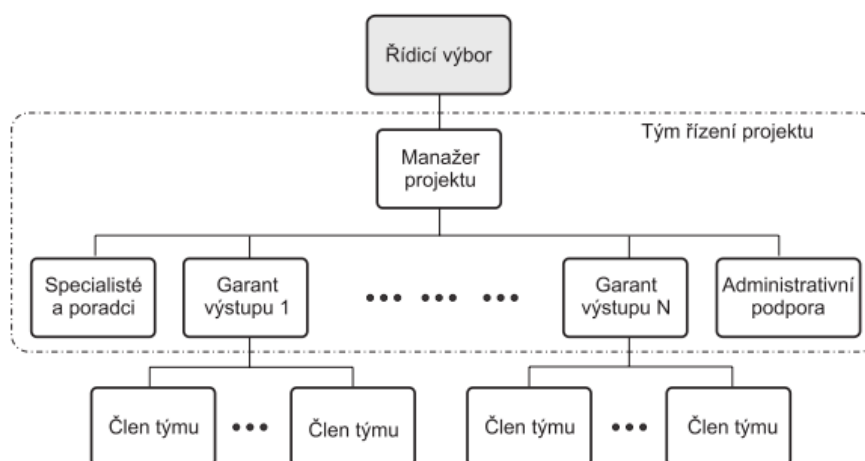 Řídicí výbor
Tým řízení projektu
Manažer
projektu
Specialisté
a poradci
Garant
výstupu 1
Garant
výstupu N
Administrativní
podpora
Člen týmu
Člen týmu
Člen týmu
Člen týmu